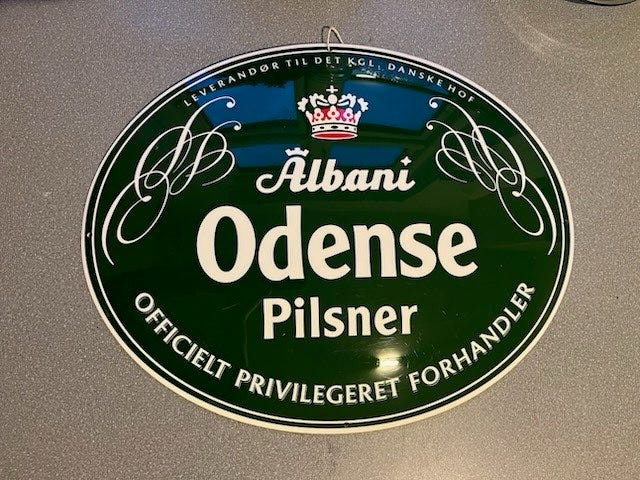 LEVERANDØR TIL DET KGL. DANSKE HOF
Albani
Odense
Pilsner
OFFICIELT PRIVILEGERET FORHANDLER